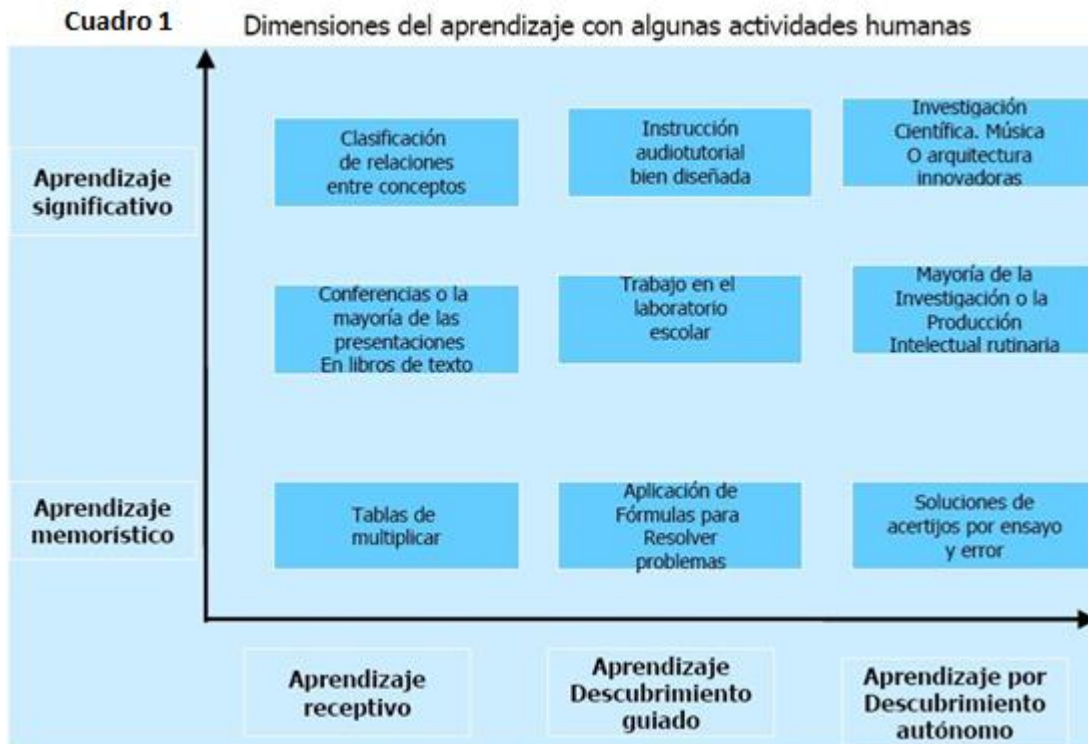 Cuadro 1
Dimensiones del aprendizaje con algunas actividades humanas
Aprendizaje
significativo
Clasificación
de relaciones
entre conceptos
Instrucción
audiotutorial
bien diseñada
Investigación
Científica. Música
O arquitectura
innovadoras
Conferencias o la
mayoría de las
presentaciones
En libros de texto
Trabajo en el
laboratorio
escolar
Mayoría de la
Investigación o la
Producción
Intelectual rutinaria
Aprendizaje
memorístico
Tablas de
multiplicar
Aplicación de
Fórmulas para
Resolver
problemas
Soluciones de
acertijos por ensayo
y error
Aprendizaje
receptivo
Aprendizaje
Descubrimiento
guiado
Aprendizaje por
Descubrimiento
autónómo